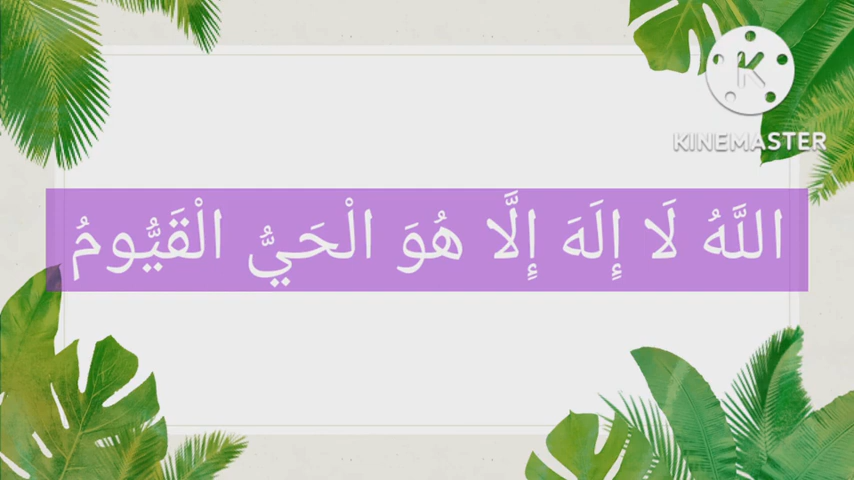 KINEMASTER
اللَّهُ لَا إِلَهَ إِلَّا هُوَ الْحَيُّ الْقَيُّومُ